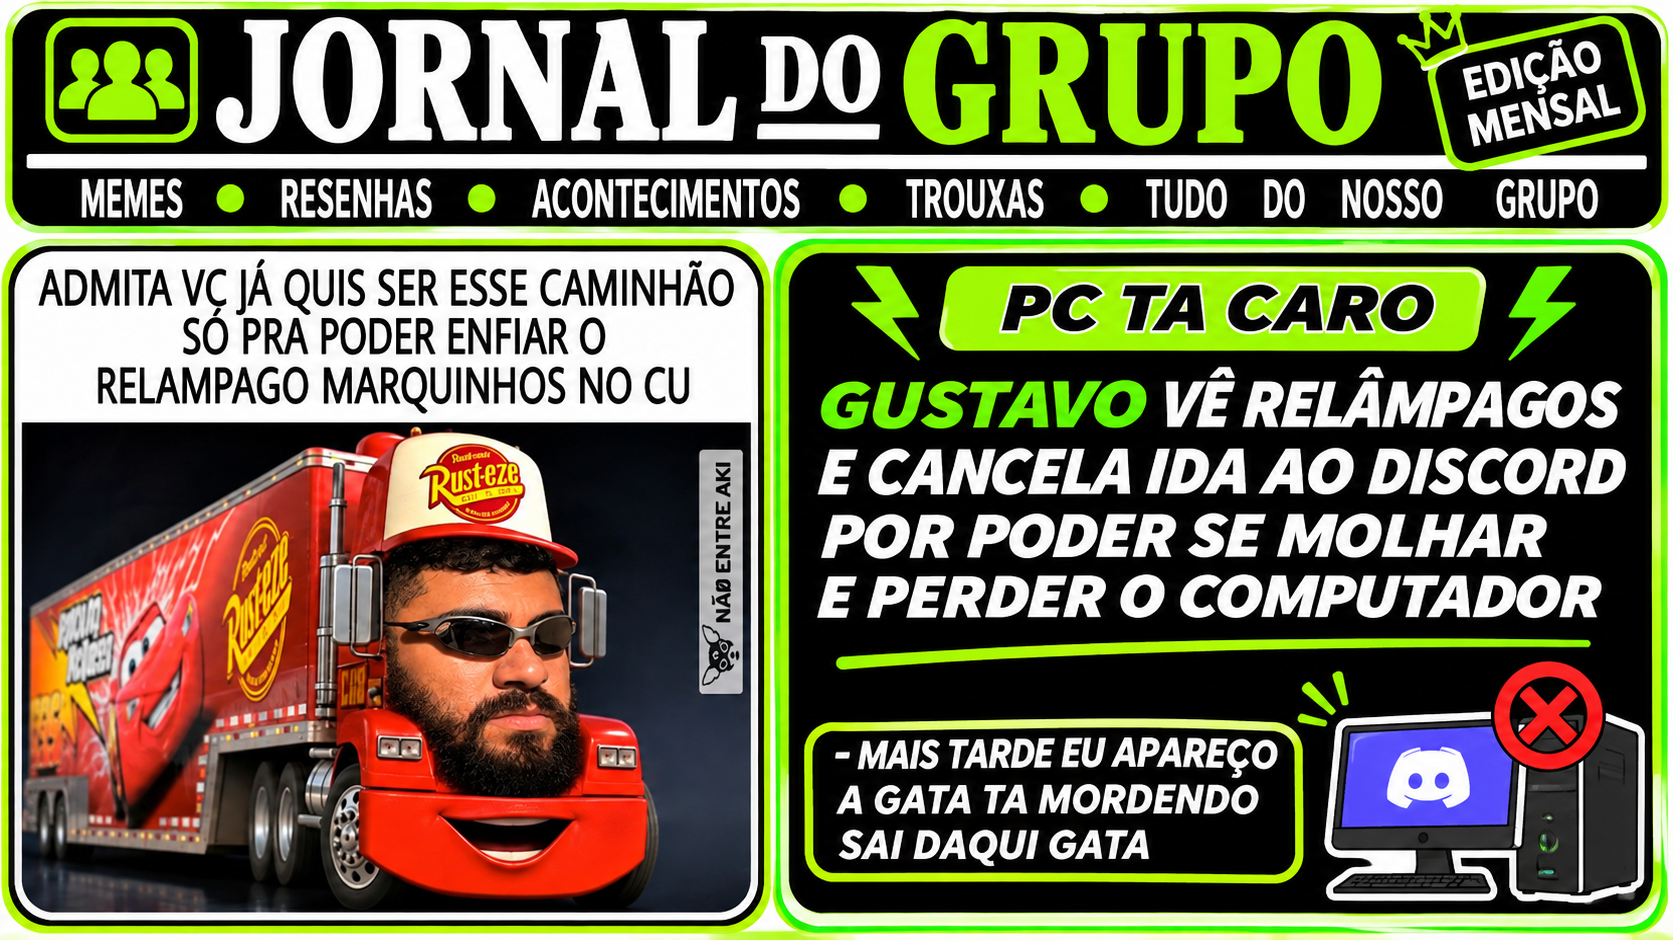 JORNAL DO GRUPO
EDIÇÃO
MENSAL
MEMES • RESENHAS • ACONTECIMENTOS • TROUXAS • TUDO DO NOSSO GRUPO
ADMITA VC JÁ QUIS SER ESSE CAMINHÃO
SÓ PRA PODER ENFIAR O
RELAMPAGO MARQUINHOS NO CU
Rust-eze
Rust-eze
NÃO ENTRE AKI
PC TA CARO
GUSTAVO VÊ RELÂMPAGOS
E CANCELA IDA AO DISCORD
POR PODER SE MOLHAR
E PERDER O COMPUTADOR
- MAIS TARDE EU APAREÇO
A GATA TA MORDENDO
SAI DAQUI GATA